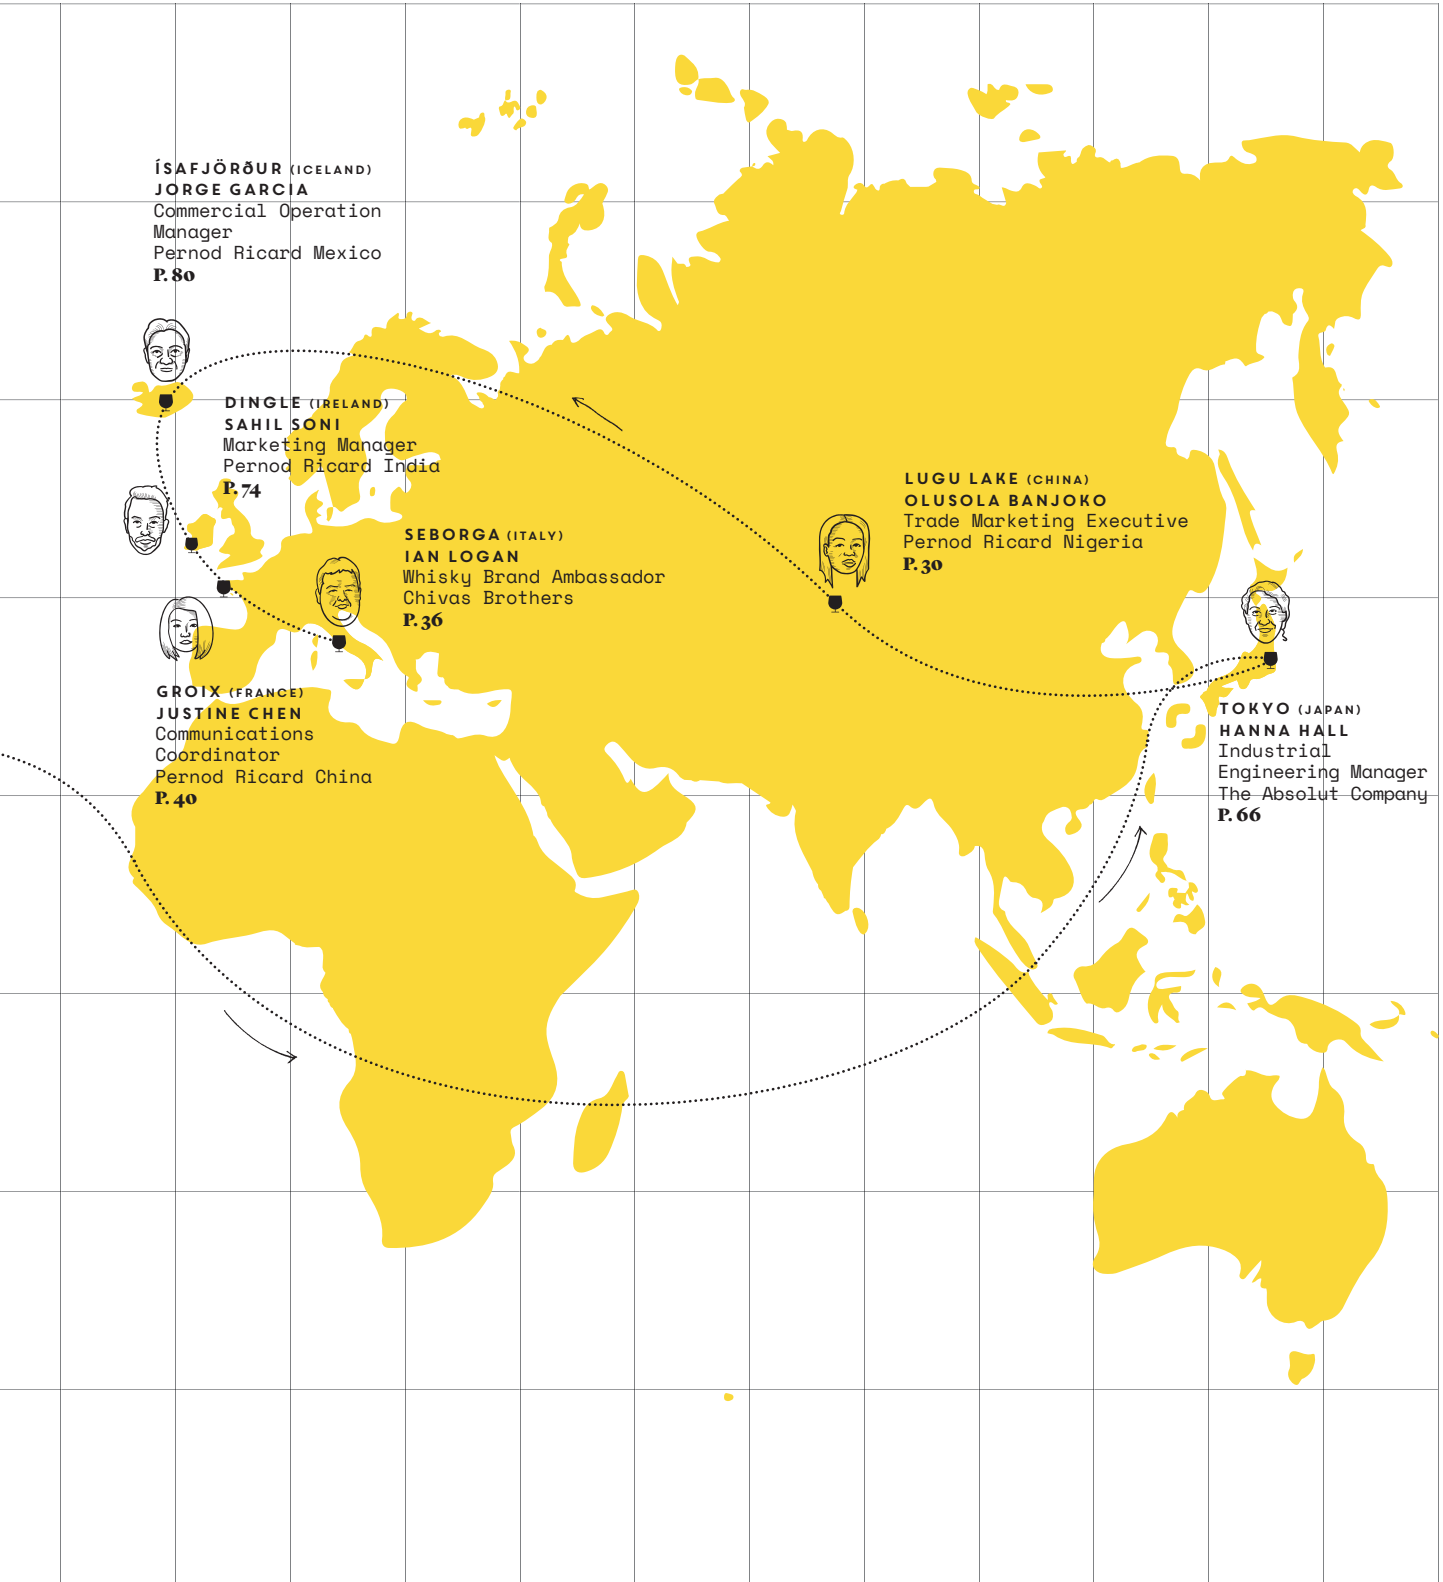 ÍSAFJÖRðUR (ICELAND)
JORGE GARCIA
Commercial Operation
Manager
Pernod Ricard Mexico
P. 80
DINGLE (IRELAND)
SAHIL SONI
Marketing Manager
Pernod Ricard India
P. 74
SEBORGA (ITALY)
IAN LOGAN
Whisky Brand Ambassador
Chivas Brothers
P. 36
LUGU LAKE (CHINA)
OLUSOLA BANJOKO
Trade Marketing Executive
Pernod Ricard Nigeria
P. 30
GROIX (FRANCE)
JUSTINE CHEN
Communications
Coordinator
Pernod Ricard China
P. 40
TOKYO (JAPAN)
HANNA HALL
Industrial
Engineering Manager
The Absolut Company
P. 66